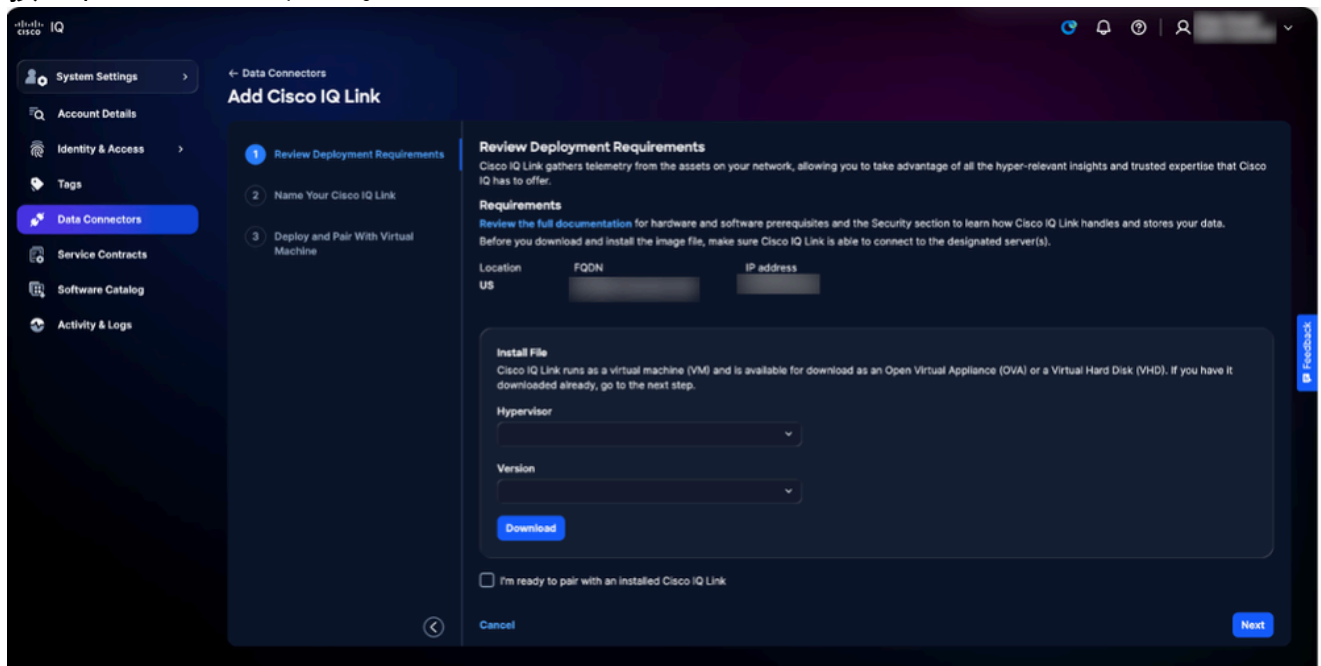 cisco IQ
System Settings
Account Details
Identity & Access
Tags
Data Connectors
Service Contracts
Software Catalog
Activity & Logs
← Data Connectors
Add Cisco IQ Link
1 Review Deployment Requirements
2 Name Your Cisco IQ Link
3 Deploy and Pair With Virtual
Machine
Review Deployment Requirements
Cisco IQ Link gathers telemetry from the assets on your network, allowing you to take advantage of all the hyper-relevant insights and trusted expertise that Cisco
IQ has to offer.
Requirements
Review the full documentation for hardware and software prerequisites and the Security section to learn how Cisco IQ Link handles and stores your data.
Before you download and install the image file, make sure Cisco IQ Link is able to connect to the designated server(s).
Location FQDN IP address
US
Install File
Cisco IQ Link runs as a virtual machine (VM) and is available for download as an Open Virtual Appliance (OVA) or a Virtual Hard Disk (VHD). If you have it
downloaded already, go to the next step.
Hypervisor
Version
Download
I'm ready to pair with an installed Cisco IQ Link
Cancel
Next
Feedback